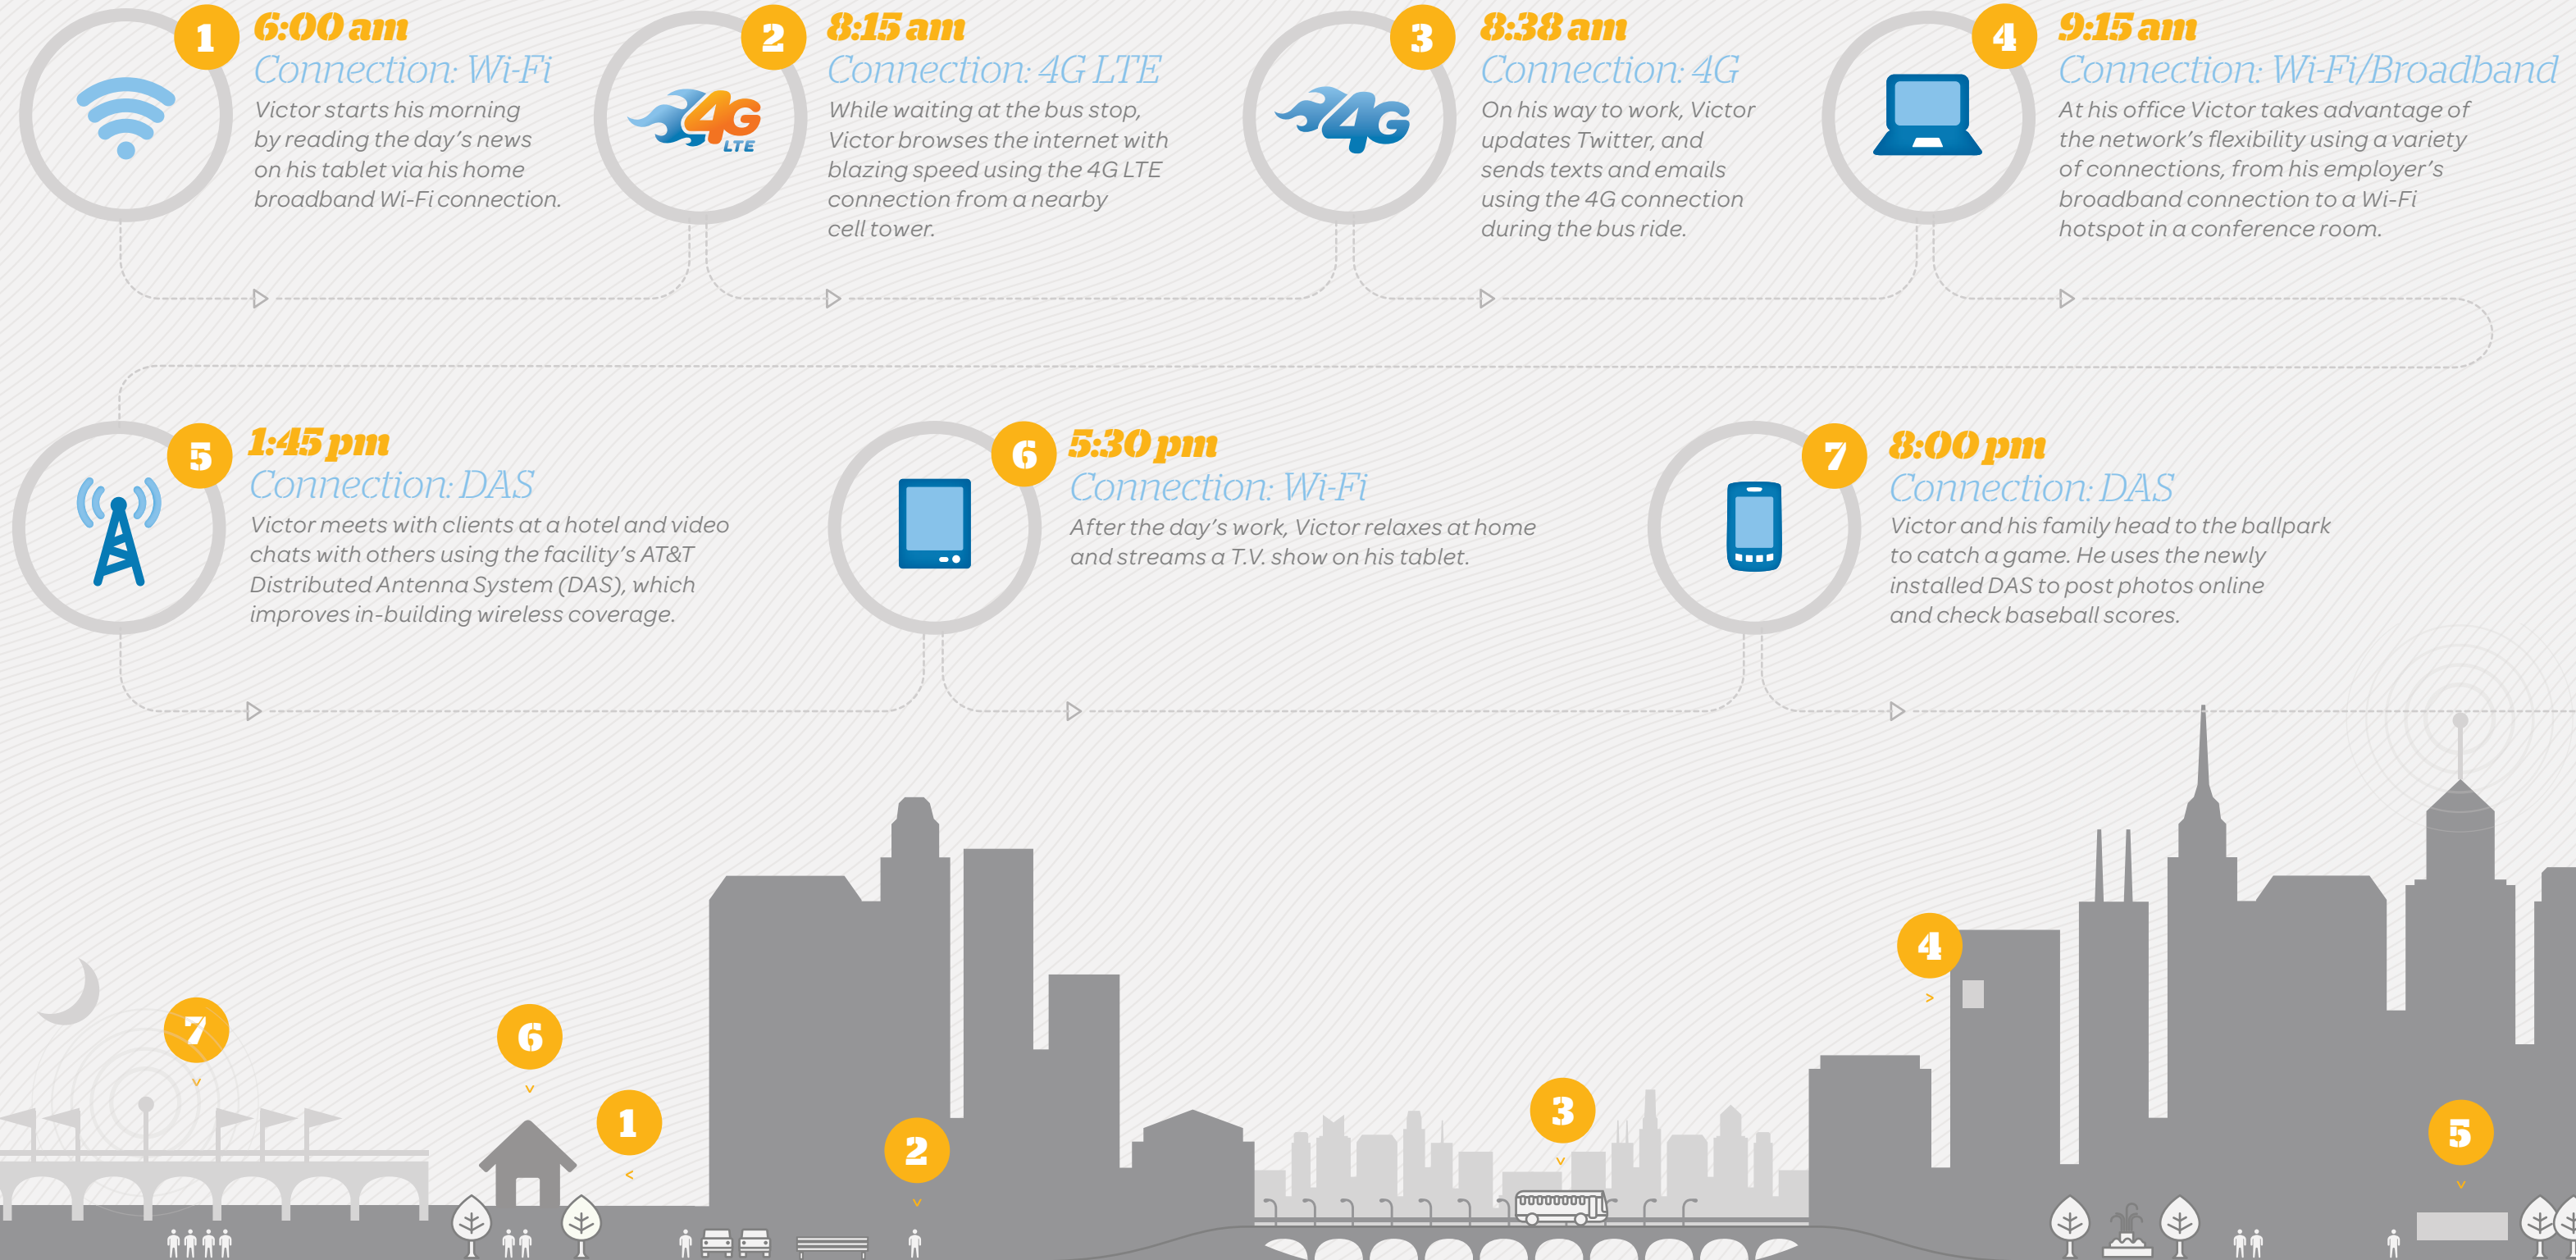 1
6:00 am
Connection: Wi-Fi
Victor starts his morning
by reading the day's news
on his tablet via his home
broadband Wi-Fi connection.
4G
LTE
2
8:15 am
Connection: 4G LTE
While waiting at the bus stop,
Victor browses the internet with
blazing speed using the 4G LTE
connection from a nearby
cell tower.
4G
3
8:38 am
Connection: 4G
On his way to work, Victor
updates Twitter, and
sends texts and emails
using the 4G connection
during the bus ride.
4
9:15 am
Connection: Wi-Fi/Broadband
At his office Victor takes advantage of
the network's flexibility using a variety
of connections, from his employer's
broadband connection to a Wi-Fi
hotspot in a conference room.
5
1:45 pm
Connection: DAS
Victor meets with clients at a hotel and video
chats with others using the facility's AT&T
Distributed Antenna System (DAS), which
improves in-building wireless coverage.
6
5:30 pm
Connection: Wi-Fi
After the day's work, Victor relaxes at home
and streams a T.V. show on his tablet.
7
8:00 pm
Connection: DAS
Victor and his family head to the ballpark
to catch a game. He uses the newly
installed DAS to post photos online
and check baseball scores.
7
6
1
2
3
4
5